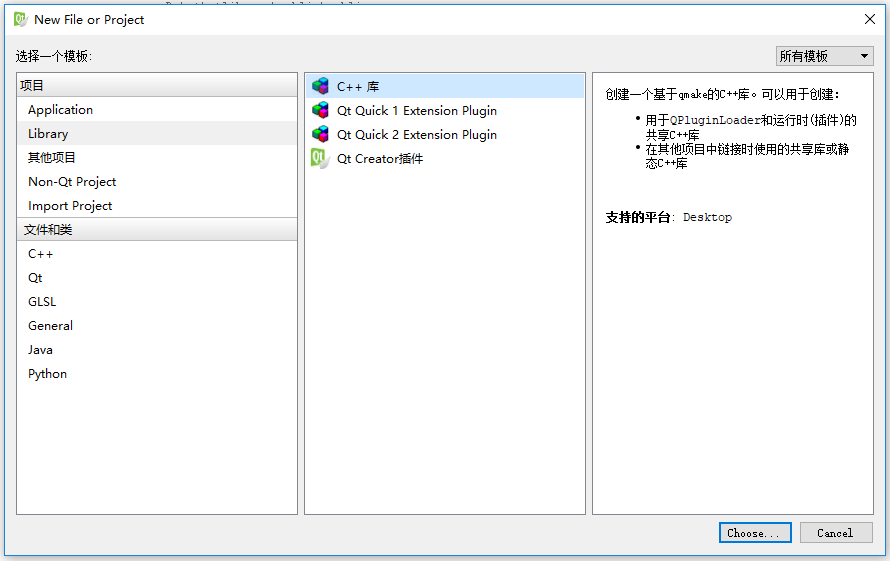 New File or Project
选择一个模板:
所有模板
项目
Application
Library
其他项目
Non-Qt Project
Import Project
文件和类
C++
Qt
GLSL
General
Java
Python
C++ 库
Qt Quick 1 Extension Plugin
Qt Quick 2 Extension Plugin
Qt Creator插件
创建一个基于qmake的C++库。可以用于创建:
• 用于QPluginLoader和运行时(插件)的
共享C++库
• 在其他项目中链接时使用的共享库或静
态C++库
支持的平台: Desktop
Choose...
Cancel